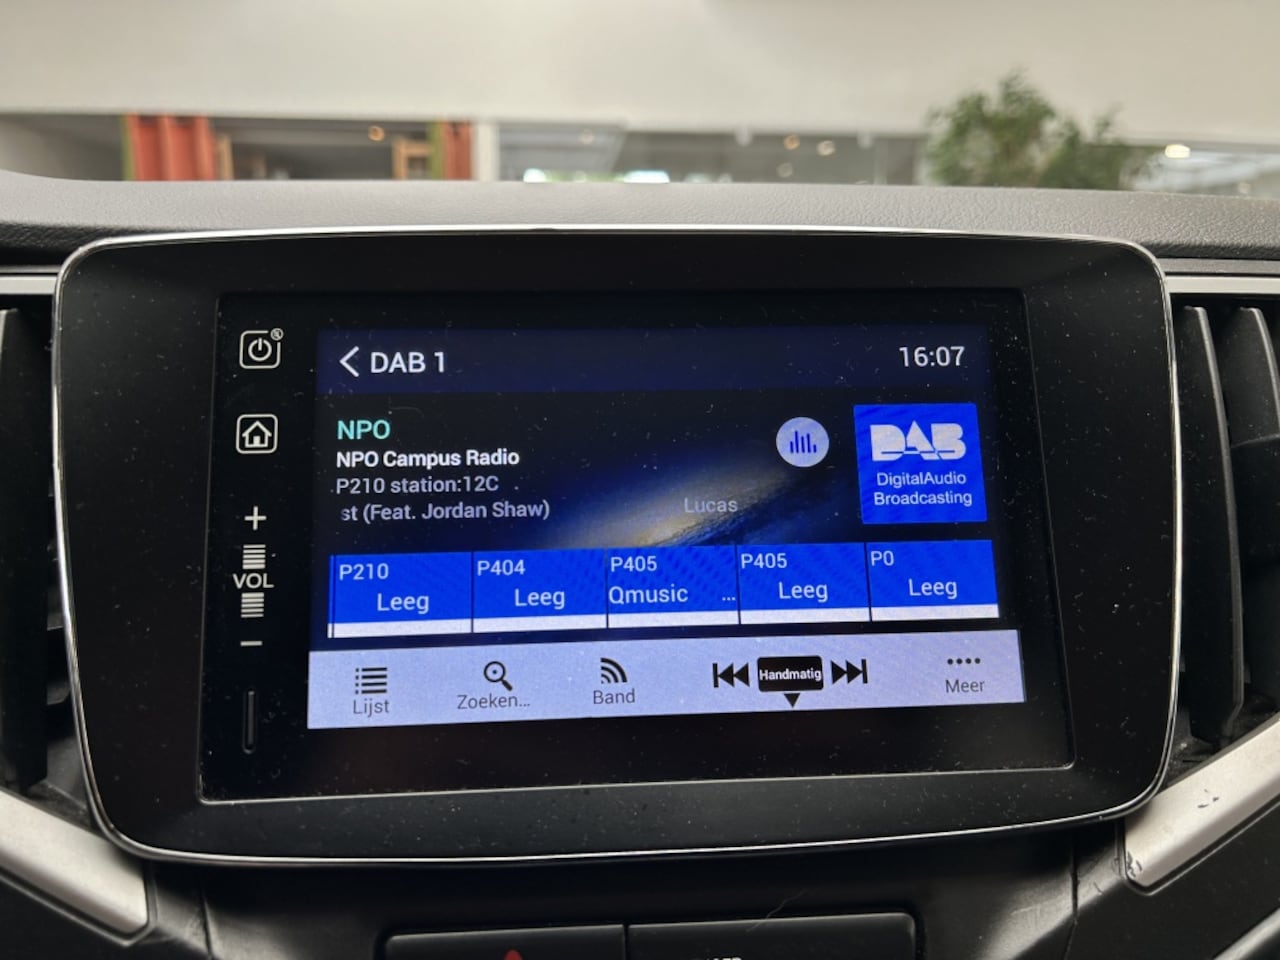 DAB 1
16:07
NPO
NPO Campus Radio
P210 station:12C
st (Feat. Jordan Shaw)
Lucas
DAB
DigitalAudio
Broadcasting
VOL
P210
Leeg
P404
Leeg
P405
Qmusic ...
P405
Leeg
P0
Leeg
Lijst
Zoeken...
Band
Handmatig
Meer